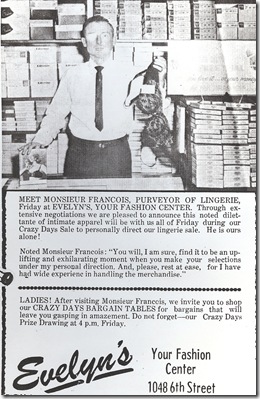 MEET MONSIEUR FRANCOIS, PURVEYOR OF LINGERIE,
Friday at EVELYN'S, YOUR FASHION CENTER. Through ex-
tensive negotiations we are pleased to announce this noted dilet-
tante of intimate apparel will be with us all of Friday during our
Crazy Days Sale to personally direct our lingerie sale. He is ours
alone!
Noted Monsieur Francois: "You will, I am sure, find it to be an up-
lifting and exhilarating moment when you make your selections
under my personal direction. And, please, rest at ease, for I have
had wide experience in handling the merchandise."
LADIES! After visiting Monsieur Francois, we invite you to shop
our CRAZY DAYS BARGAIN TABLES for bargains that will
leave you gasping in amazement. Do not forget—our Crazy Days
Prize Drawing at 4 p.m. Friday.
Evelyn's
Your Fashion
Center
1048 6th Street